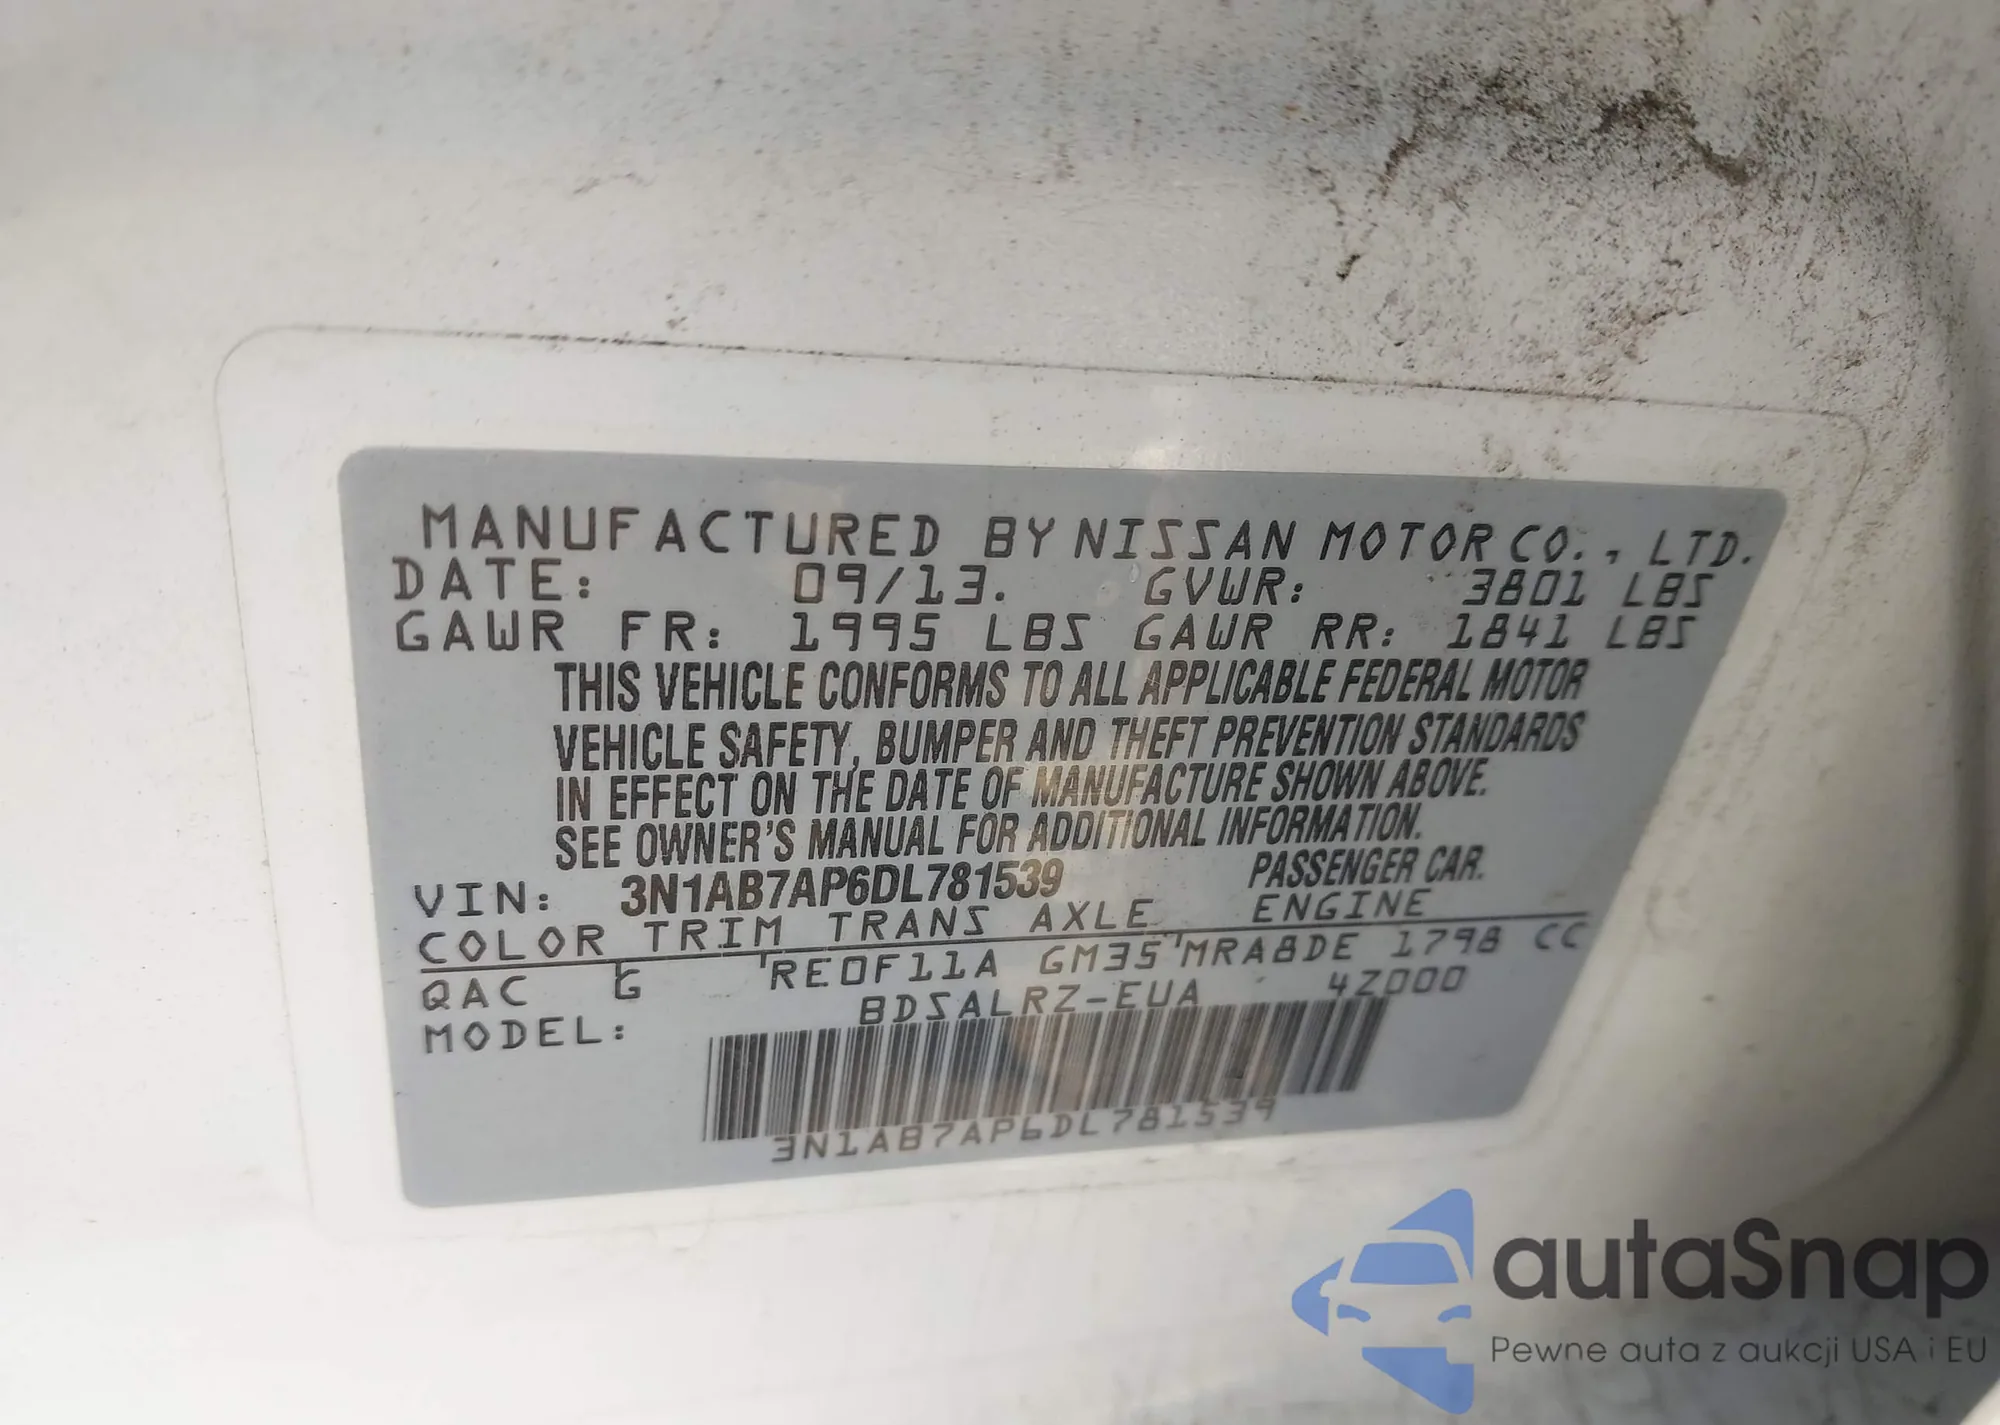 MANUFACTURED BY NISSAN MOTOR CO., LTD.
DATE: 09/13. GVWR: 3801 LBS
GAWR FR: 1995 LBS GAWR RR: 1841 LBS
THIS VEHICLE CONFORMS TO ALL APPLICABLE FEDERAL MOTOR
VEHICLE SAFETY, BUMPER AND THEFT PREVENTION STANDARDS
IN EFFECT ON THE DATE OF MANUFACTURE SHOWN ABOVE.
SEE OWNER'S MANUAL FOR ADDITIONAL INFORMATION.
VIN: 3N1AB7AP6DL781539 PASSENGER CAR.
COLOR TRIM TRANS AXLE ENGINE
QAC G RE0F11A GM35 MRA8DE 1798 CC
MODEL: BDSALRZ-EUA 4Z000
3N1AB7AP6DL781539
autaSnap
Pewne auta z aukcji USA i EU